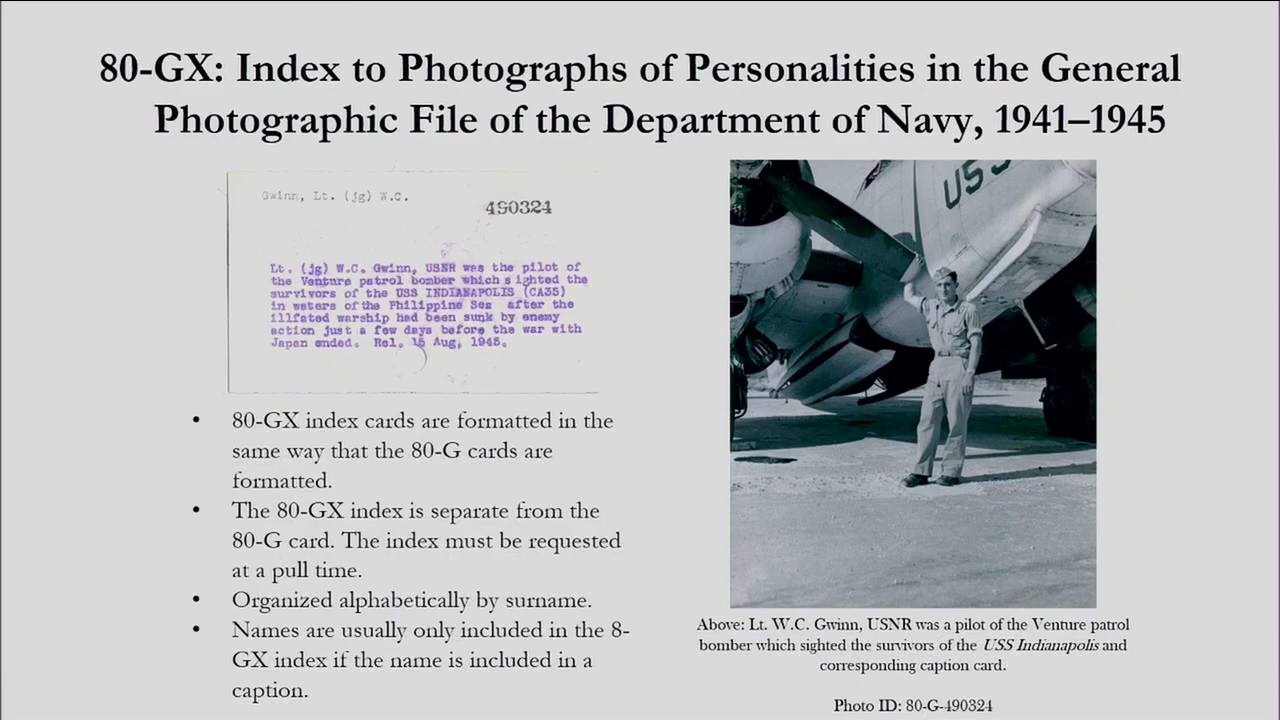 80-GX: Index to Photographs of Personalities in the General
Photographic File of the Department of Navy, 1941–1945
Gwinn, Lt. (jg) W.C.
490324
Lt. (jg) W.C. Gwinn, USNR was the pilot of
the Venture patrol bomber which sighted the
survivors of the USS INDIANAPOLIS (CA35)
in waters of the Philippine Sea after the
illfated warship had been sunk by enemy
action just a few days before the war with
Japan ended. Rel. 15 Aug, 1945.
USS
• 80-GX index cards are formatted in the
same way that the 80-G cards are
formatted.
• The 80-GX index is separate from the
80-G card. The index must be requested
at a pull time.
• Organized alphabetically by surname.
• Names are usually only included in the 8-
GX index if the name is included in a
caption.
Above: Lt. W.C. Gwinn, USNR was a pilot of the Venture patrol
bomber which sighted the survivors of the USS Indianapolis and
corresponding caption card.
Photo ID: 80-G-490324